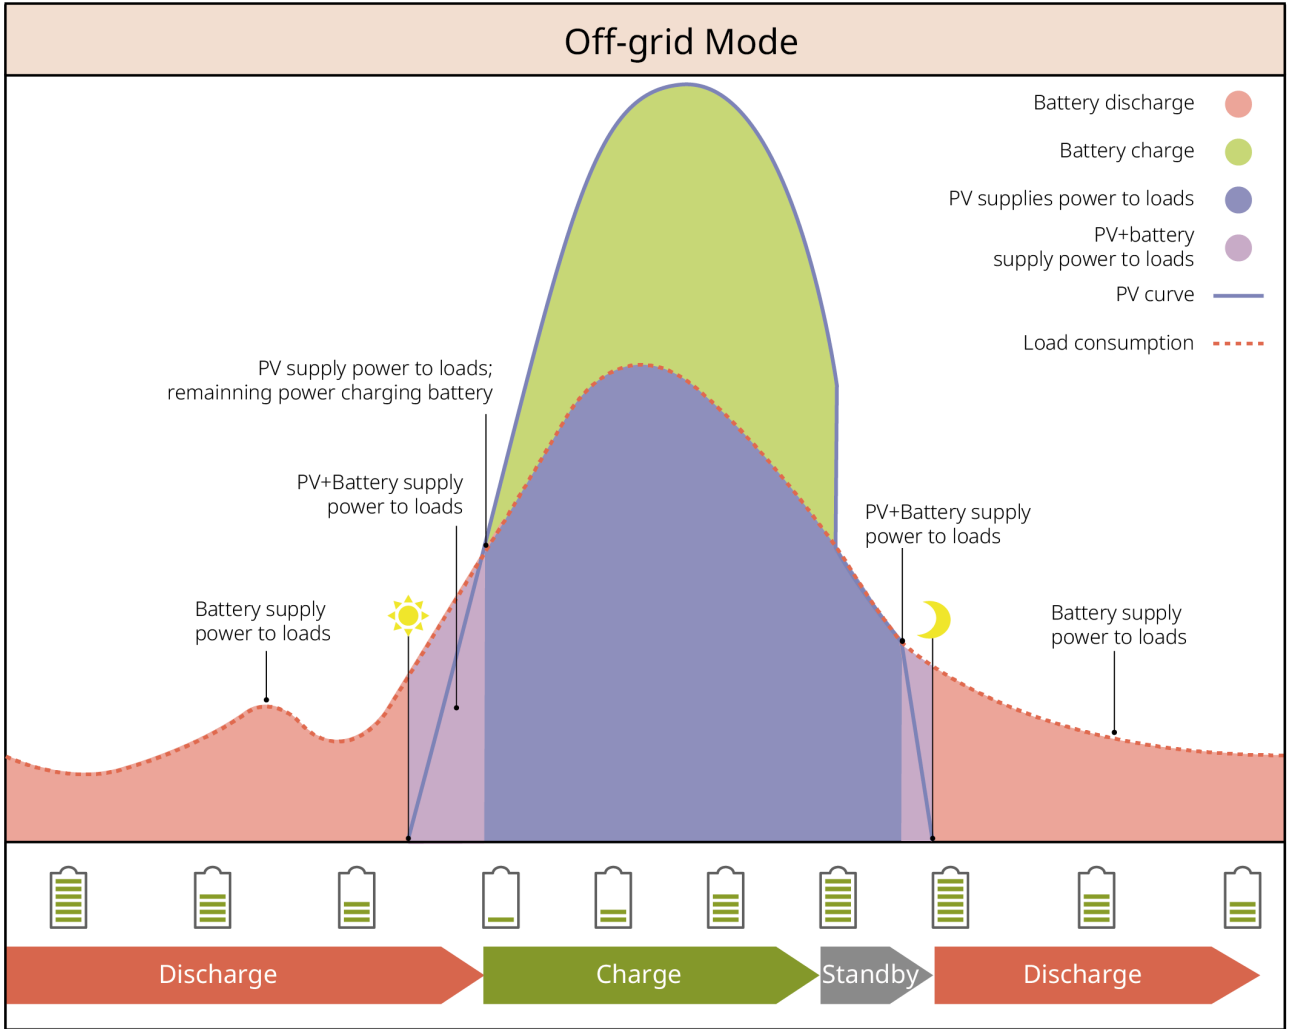 Off-grid Mode
Battery discharge
Battery charge
PV supplies power to loads
PV+battery
supply power to loads
PV curve
Load consumption
PV supply power to loads;
remainning power charging battery
PV+Battery supply
power to loads
PV+Battery supply
power to loads
Battery supply
power to loads
Battery supply
power to loads
Discharge
Charge
Standby
Discharge